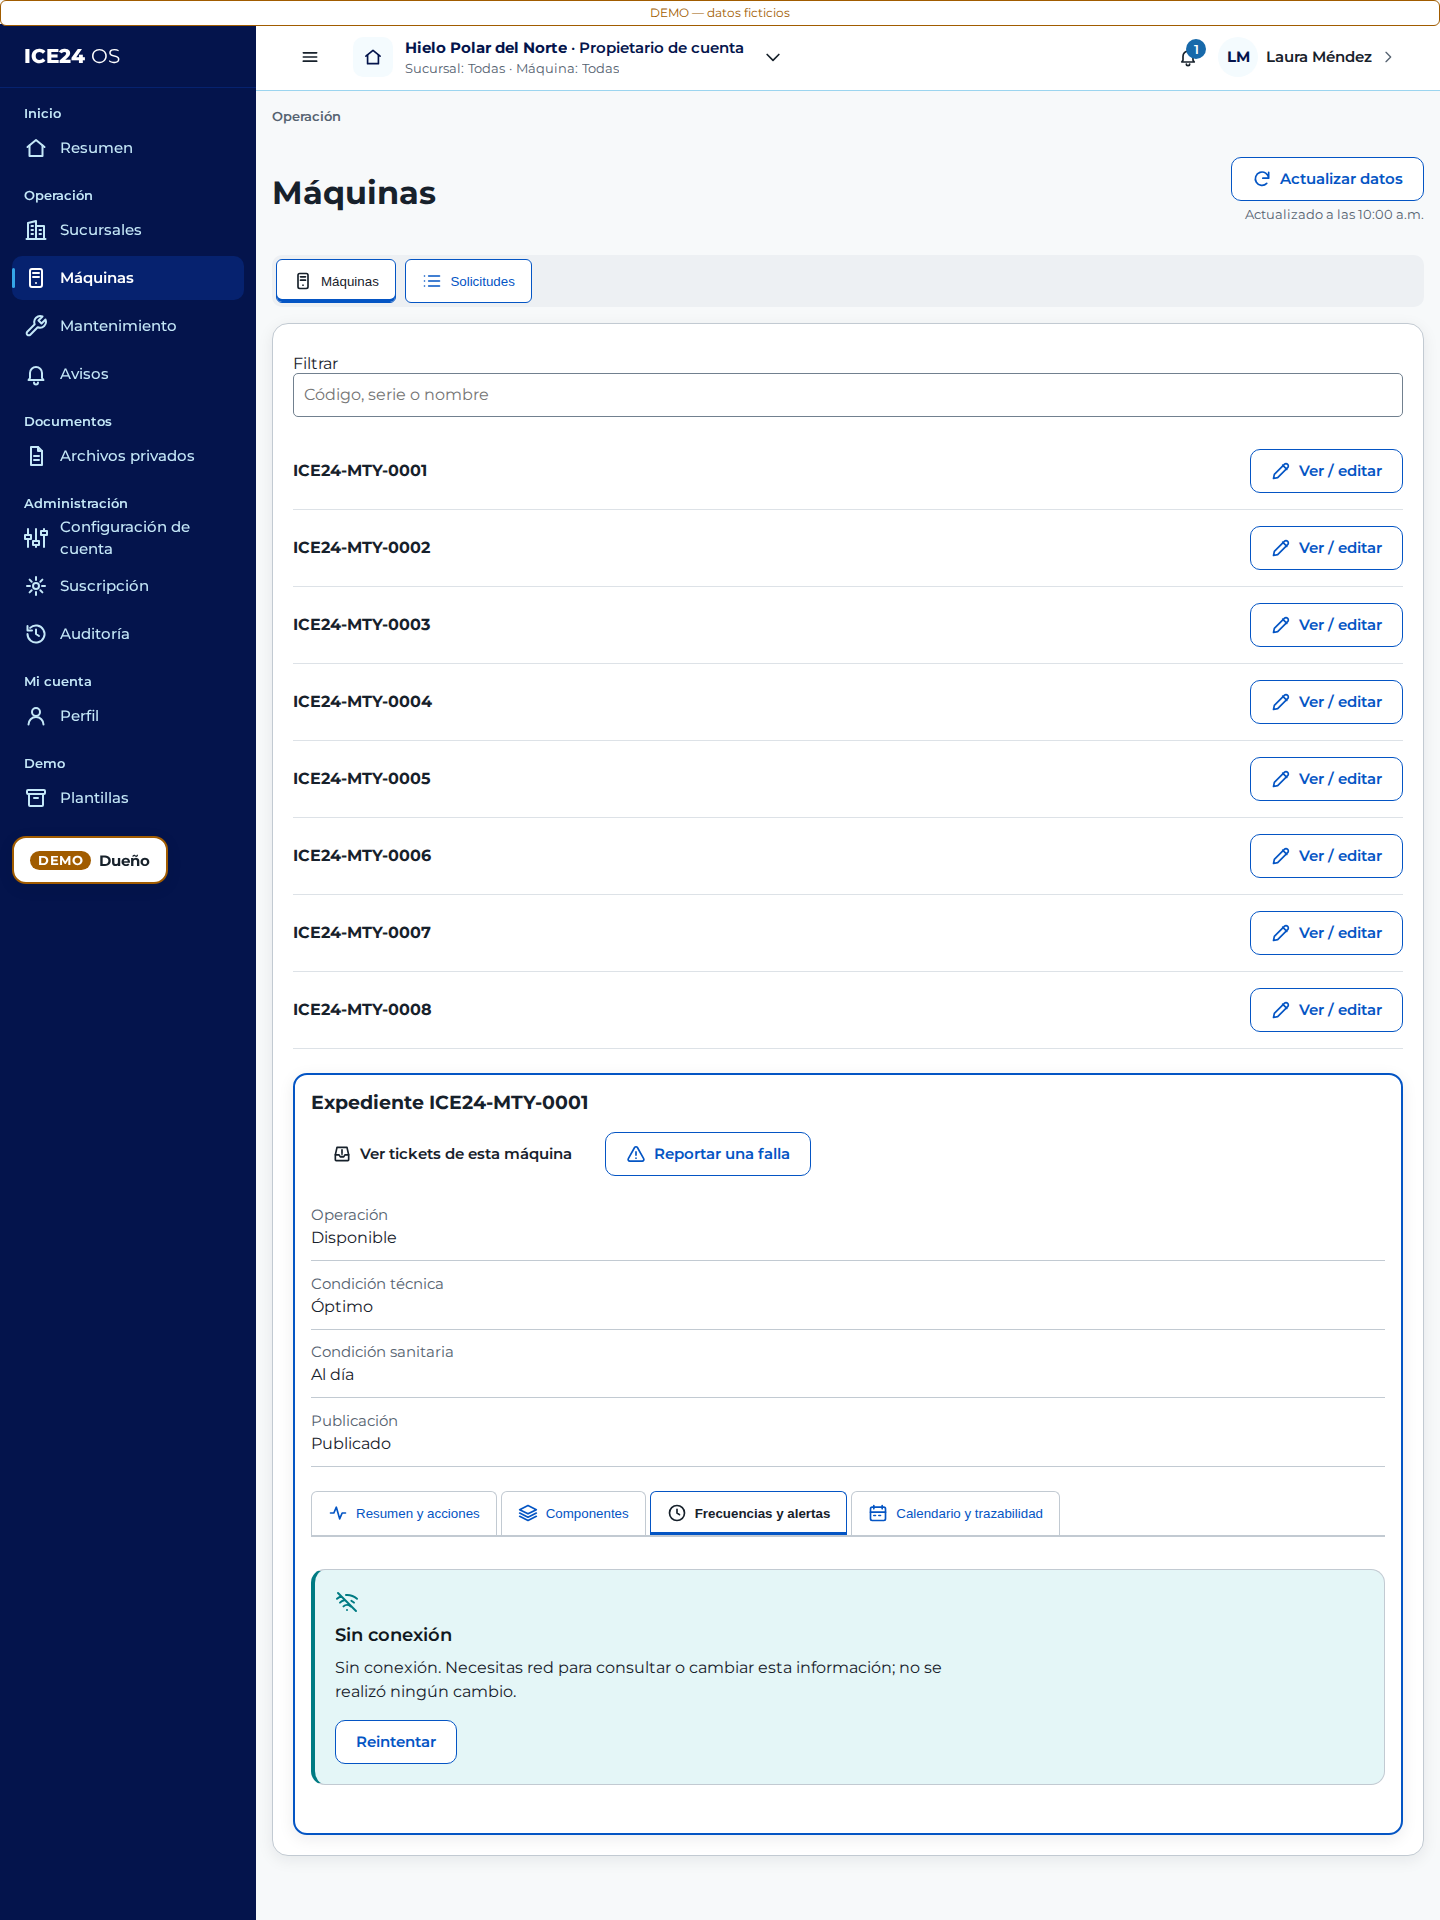 DEMO — datos ficticios
ICE24 OS
Inicio
Resumen
Operación
Sucursales
Máquinas
Mantenimiento
Avisos
Documentos
Archivos privados
Administración
Configuración de
cuenta
Suscripción
Auditoría
Mi cuenta
Perfil
Demo
Plantillas
DEMO Dueño
Hielo Polar del Norte · Propietario de cuenta
Sucursal: Todas · Máquina: Todas
1
LM Laura Méndez
Operación
Máquinas
Actualizar datos
Actualizado a las 10:00 a.m.
Máquinas
Solicitudes
Filtrar
Código, serie o nombre
ICE24-MTY-0001
Ver / editar
ICE24-MTY-0002
Ver / editar
ICE24-MTY-0003
Ver / editar
ICE24-MTY-0004
Ver / editar
ICE24-MTY-0005
Ver / editar
ICE24-MTY-0006
Ver / editar
ICE24-MTY-0007
Ver / editar
ICE24-MTY-0008
Ver / editar
Expediente ICE24-MTY-0001
Ver tickets de esta máquina
Reportar una falla
Operación
Disponible
Condición técnica
Óptimo
Condición sanitaria
Al día
Publicación
Publicado
Resumen y acciones
Componentes
Frecuencias y alertas
Calendario y trazabilidad
Sin conexión
Sin conexión. Necesitas red para consultar o cambiar esta información; no se
realizó ningún cambio.
Reintentar